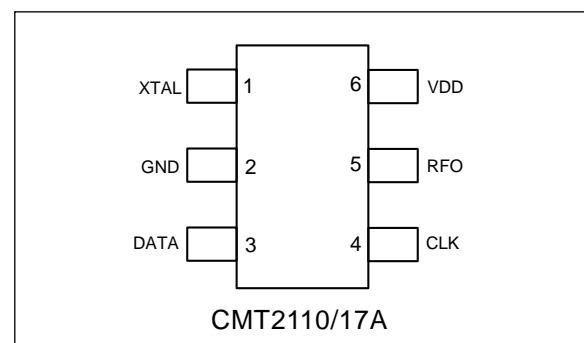 XTAL 1 6 VDD
GND 2 5 RFO
DATA 3 4 CLK
CMT2110/17A